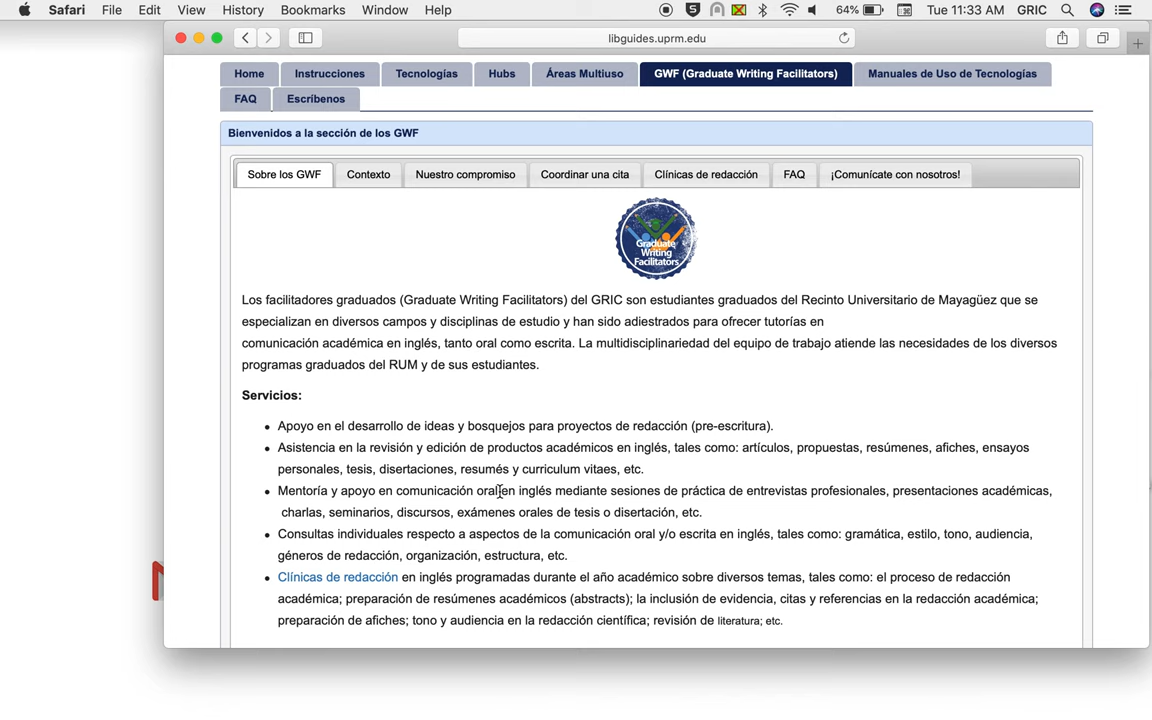 Safari File Edit View History Bookmarks Window Help 64% Tue 11:33 AM GRIC
libguides.uprm.edu
Home Instrucciones Tecnologías Hubs Áreas Multiuso GWF (Graduate Writing Facilitators) Manuales de Uso de Tecnologías
FAQ Escríbenos
Bienvenidos a la sección de los GWF
Sobre los GWF Contexto Nuestro compromiso Coordinar una cita Clínicas de redacción FAQ ¡Comunícate con nosotros!
Graduate
Writing
Facilitators
Los facilitadores graduados (Graduate Writing Facilitators) del GRIC son estudiantes graduados del Recinto Universitario de Mayagüez que se
especializan en diversos campos y disciplinas de estudio y han sido adiestrados para ofrecer tutorías en
comunicación académica en inglés, tanto oral como escrita. La multidisciplinariedad del equipo de trabajo atiende las necesidades de los diversos
programas graduados del RUM y de sus estudiantes.
Servicios:
• Apoyo en el desarrollo de ideas y bosquejos para proyectos de redacción (pre-escritura).
• Asistencia en la revisión y edición de productos académicos en inglés, tales como: artículos, propuestas, resúmenes, afiches, ensayos
personales, tesis, disertaciones, resumés y curriculum vitaes, etc.
• Mentoría y apoyo en comunicación oral en inglés mediante sesiones de práctica de entrevistas profesionales, presentaciones académicas,
charlas, seminarios, discursos, exámenes orales de tesis o disertación, etc.
• Consultas individuales respecto a aspectos de la comunicación oral y/o escrita en inglés, tales como: gramática, estilo, tono, audiencia,
géneros de redacción, organización, estructura, etc.
• Clínicas de redacción en inglés programadas durante el año académico sobre diversos temas, tales como: el proceso de redacción
académica; preparación de resúmenes académicos (abstracts); la inclusión de evidencia, citas y referencias en la redacción académica;
preparación de afiches; tono y audiencia en la redacción científica; revisión de literatura; etc.